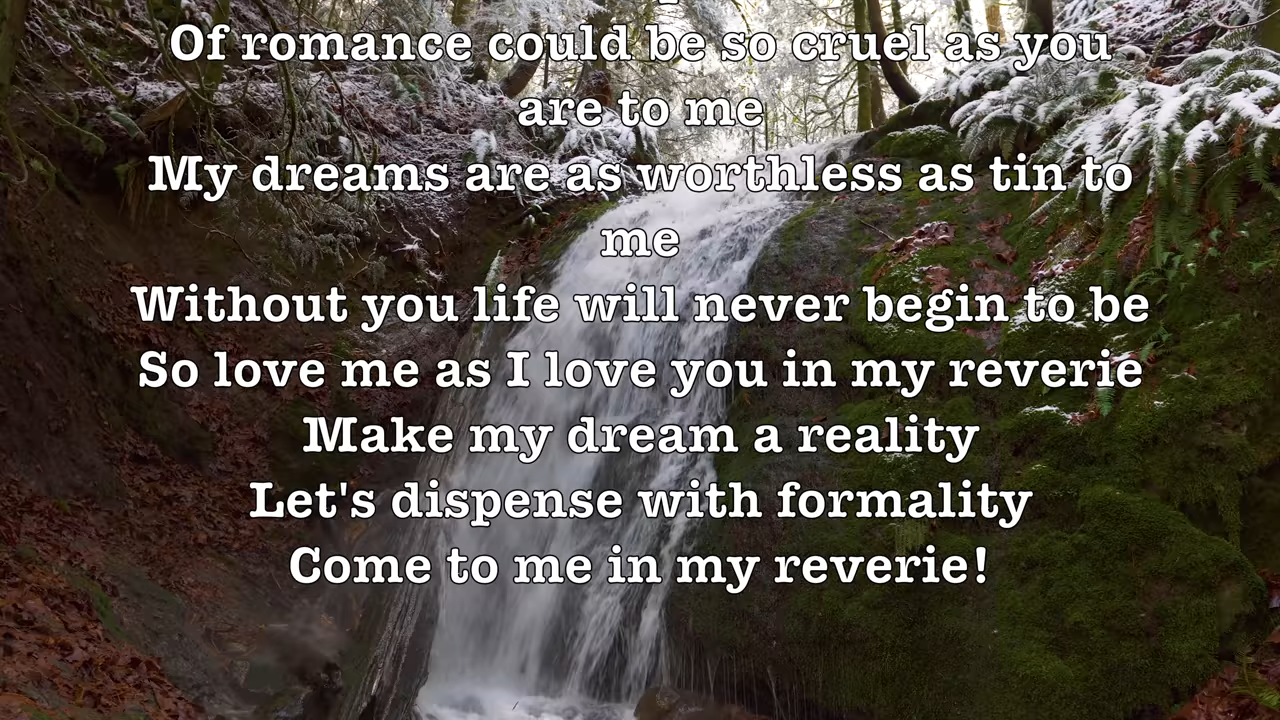 Of romance could be so cruel as you
are to me
My dreams are as worthless as tin to
me
Without you life will never begin to be
So love me as I love you in my reverie
Make my dream a reality
Let's dispense with formality
Come to me in my reverie!